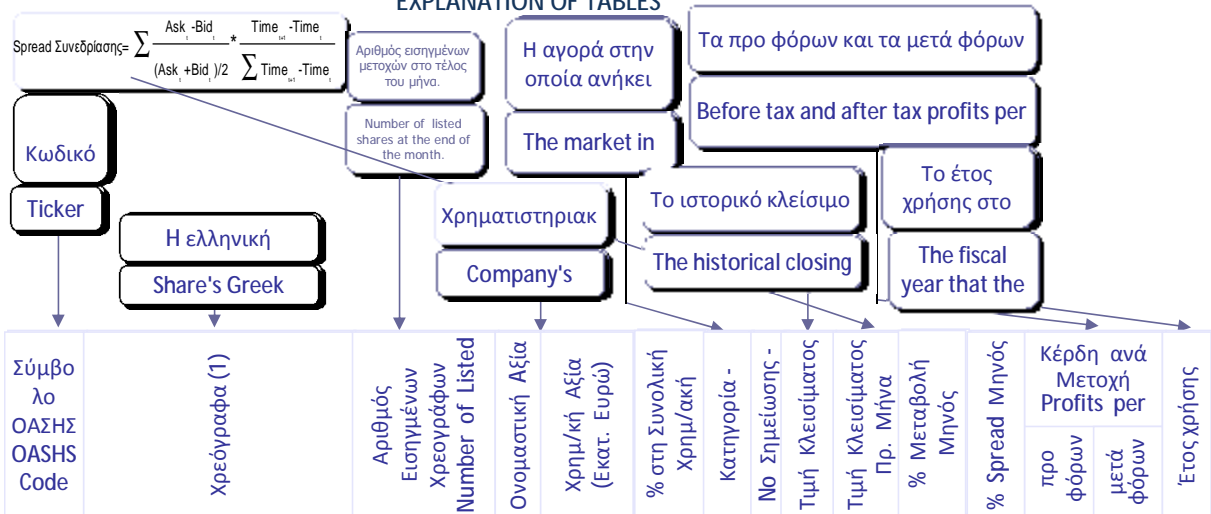 EXPLANATION OF TABLES
Spread Συνεδρίασης= ∑ Ask t -Bid t / (Ask t +Bid t )/2 * Time t+1 -Time t / ∑ Time t+1 -Time t
Αριθμός εισηγμένων
μετοχών στο τέλος
του μήνα.
Number of listed
shares at the end of
the month.
Η αγορά στην
οποία ανήκει
The market in
Τα προ φόρων και τα μετά φόρων
Before tax and after tax profits per
Κωδικό
Ticker
Η ελληνική
Share's Greek
Χρηματιστηριακ
Company's
Το ιστορικό κλείσιμο
The historical closing
Το έτος
χρήσης στο
The fiscal
year that the
Σύμβο
λο
ΟΑΣΗΣ
OASHS
Code
Χρεόγραφα (1)
Αριθμός
Εισηγμένων
Χρεογράφων
Number of Listed
Ονομαστική Αξία
Χρημ/κή Αξία
(Εκατ. Ευρώ)
% στη Συνολική
Χρημ/ακή
Κατηγορία -
No Σημείωσης -
Τιμή Κλεισίματος
Τιμή Κλεισίματος
Πρ. Μήνα
% Μεταβολή
Μηνός
% Spread Μηνός
Κέρδη ανά
Μετοχή
Profits per
προ
φόρων
μετά
φόρων
Έτος χρήσης